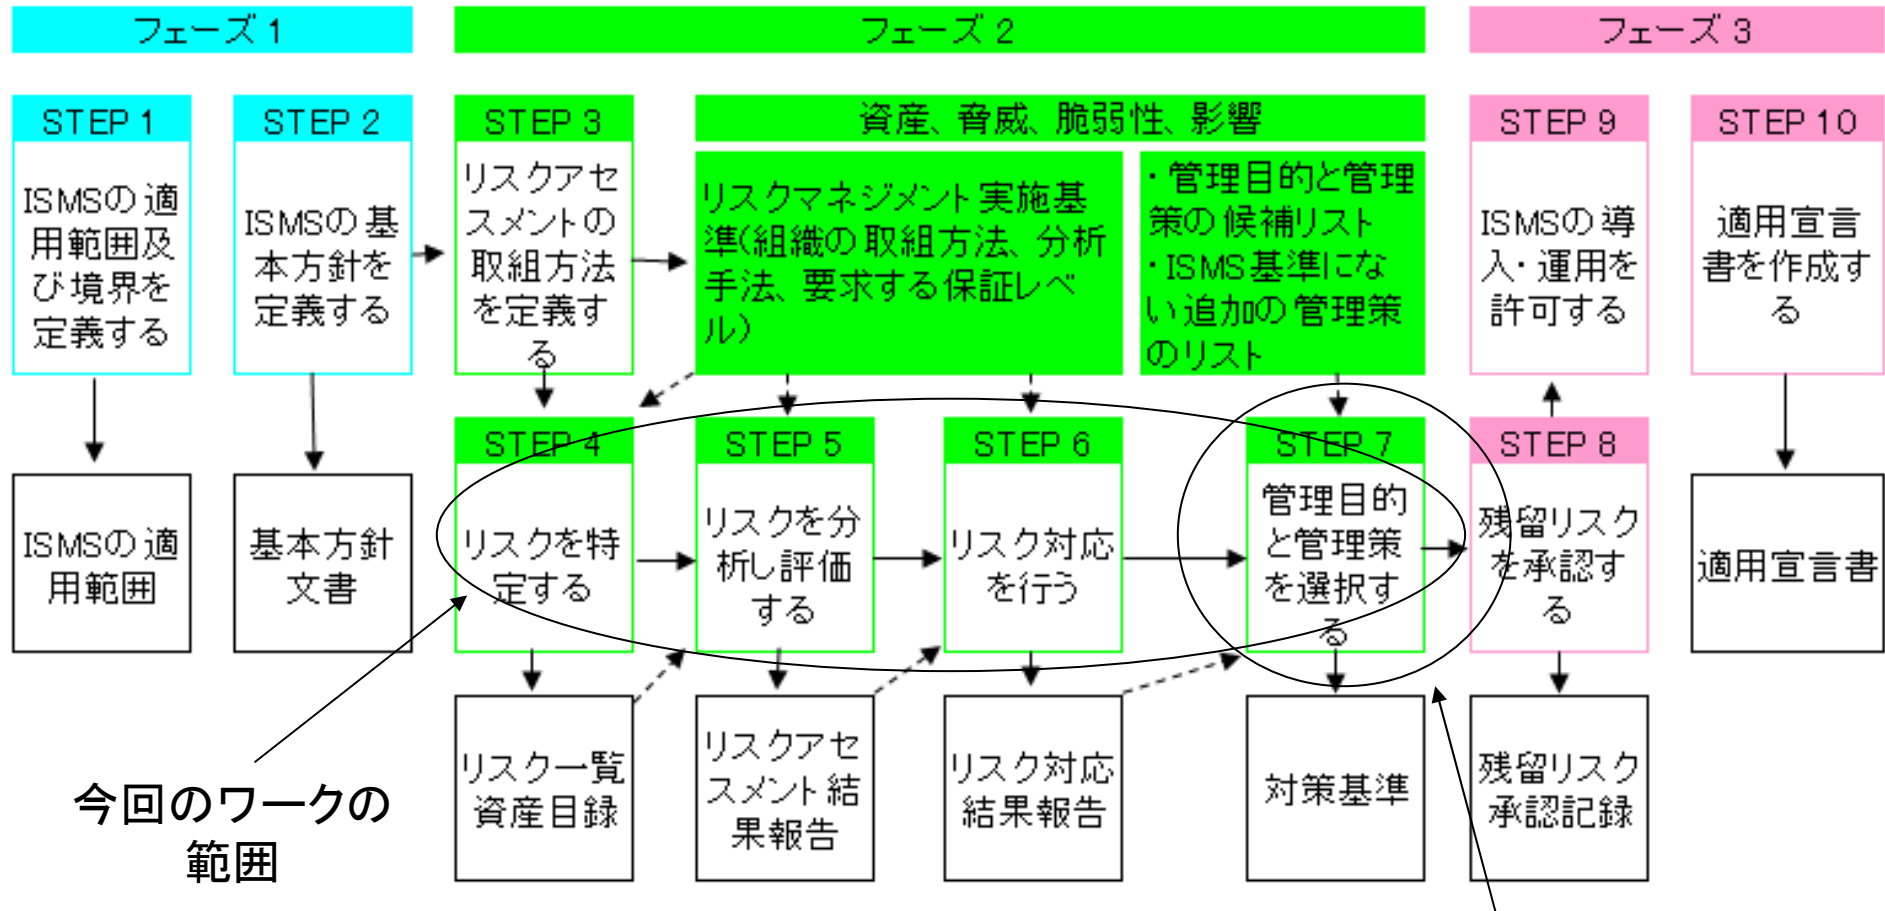 フェーズ 1
フェーズ 2
フェーズ 3
STEP 1
ISMSの適
用範囲及
び境界を
定義する
STEP 2
ISMSの基
本方針を
定義する
STEP 3
リスクアセ
スメントの
取組方法
を定義す
る
資産、脅威、脆弱性、影響
リスクマネジメント実施基
準(組織の取組方法、分析
手法、要求する保証レベ
ル)
・管理目的と管理
策の候補リスト
・ISMS基準にな
い追加の管理策
のリスト
STEP 9
ISMSの導
入・運用を
許可する
STEP 10
適用宣言
書を作成す
る
STEP 4
リスクを特
定する
STEP 5
リスクを分
析し評価
する
STEP 6
リスク対応
を行う
STEP 7
管理目的
と管理策
を選択す
る
STEP 8
残留リスク
を承認す
る
ISMSの適
用範囲
基本方針
文書
適用宣言書
リスク一覧
資産目録
リスクアセ
スメント結
果報告
リスク対応
結果報告
対策基準
残留リスク
承認記録
今回のワークの
範囲